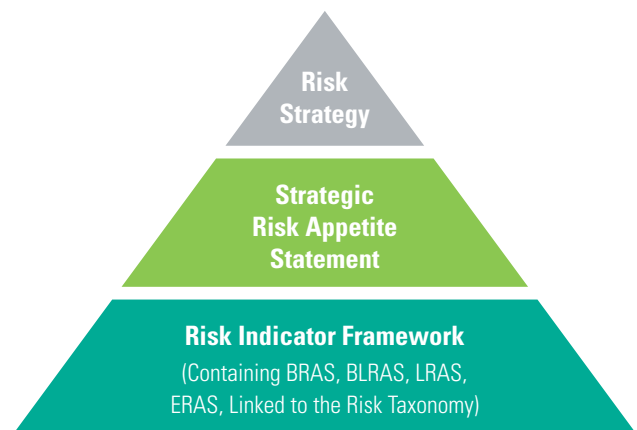 Risk
Strategy
Strategic
Risk Appetite
Statement
Risk Indicator Framework
(Containing BRAS, BLRAS, LRAS,
ERAS, Linked to the Risk Taxonomy)